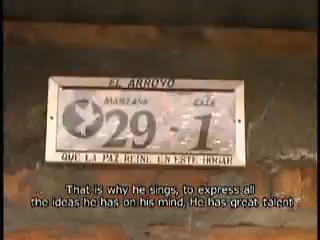 EL ARROYO
MANZANA CASA
29-1
QUE LA PAZ REINE EN ESTE HOGAR
That is why he sings, to express all
the ideas he has on his mind, He has great talent